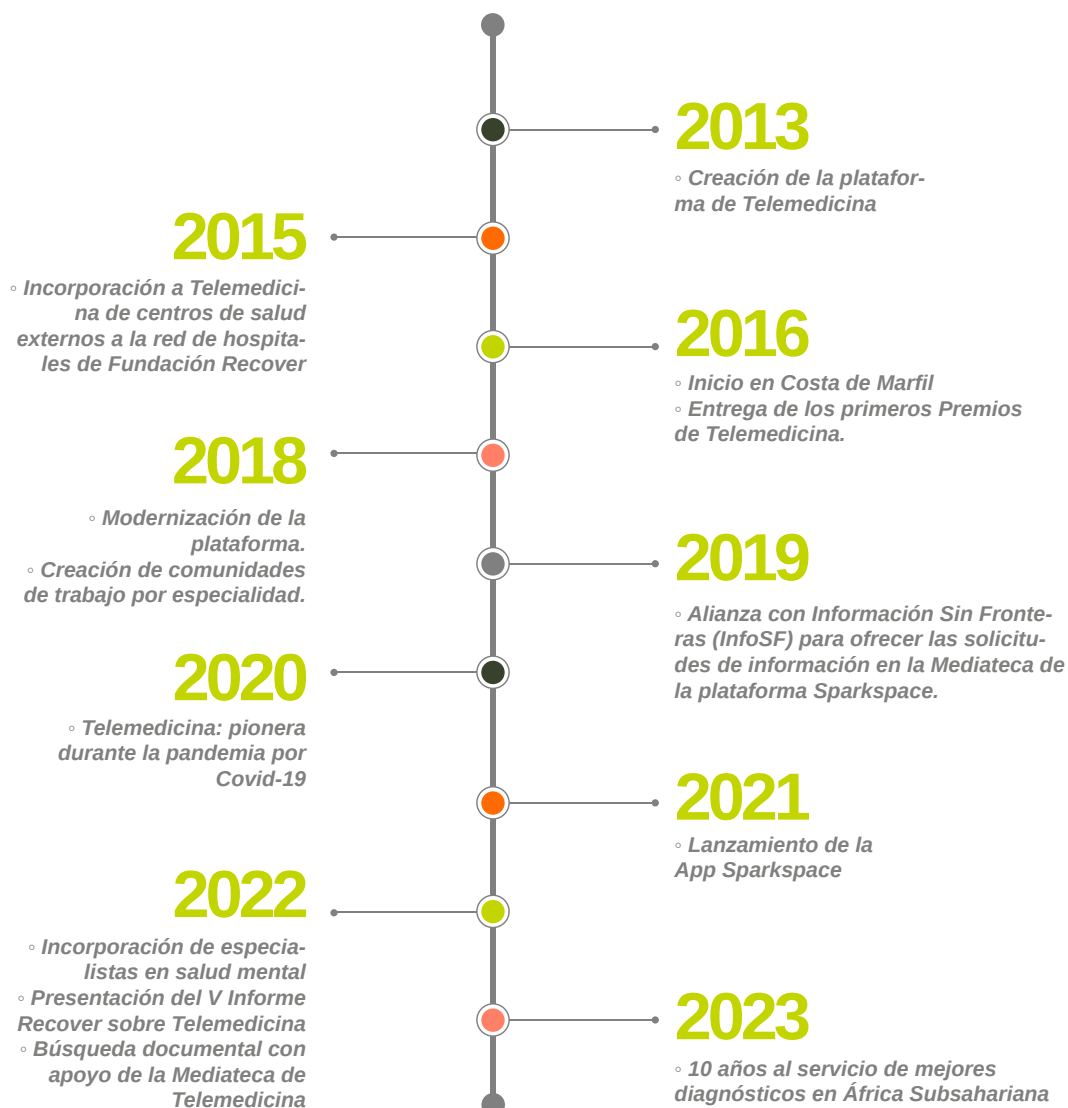 2013
◦ Creación de la platafor-
ma de Telemedicina
2015
◦ Incorporación a Telemedici-
na de centros de salud
externos a la red de hospita-
les de Fundación Recover
2016
◦ Inicio en Costa de Marfil
◦ Entrega de los primeros Premios
de Telemedicina.
2018
◦ Modernización de la
plataforma.
◦ Creación de comunidades
de trabajo por especialidad.
2019
◦ Alianza con Información Sin Fronte-
ras (InfoSF) para ofrecer las solicitu-
des de información en la Mediateca de
la plataforma Sparkspace.
2020
◦ Telemedicina: pionera
durante la pandemia por
Covid-19
2021
◦ Lanzamiento de la
App Sparkspace
2022
◦ Incorporación de especia-
listas en salud mental
◦ Presentación del V Informe
Recover sobre Telemedicina
◦ Búsqueda documental con
apoyo de la Mediateca de
Telemedicina
2023
◦ 10 años al servicio de mejores
diagnósticos en África Subsahariana